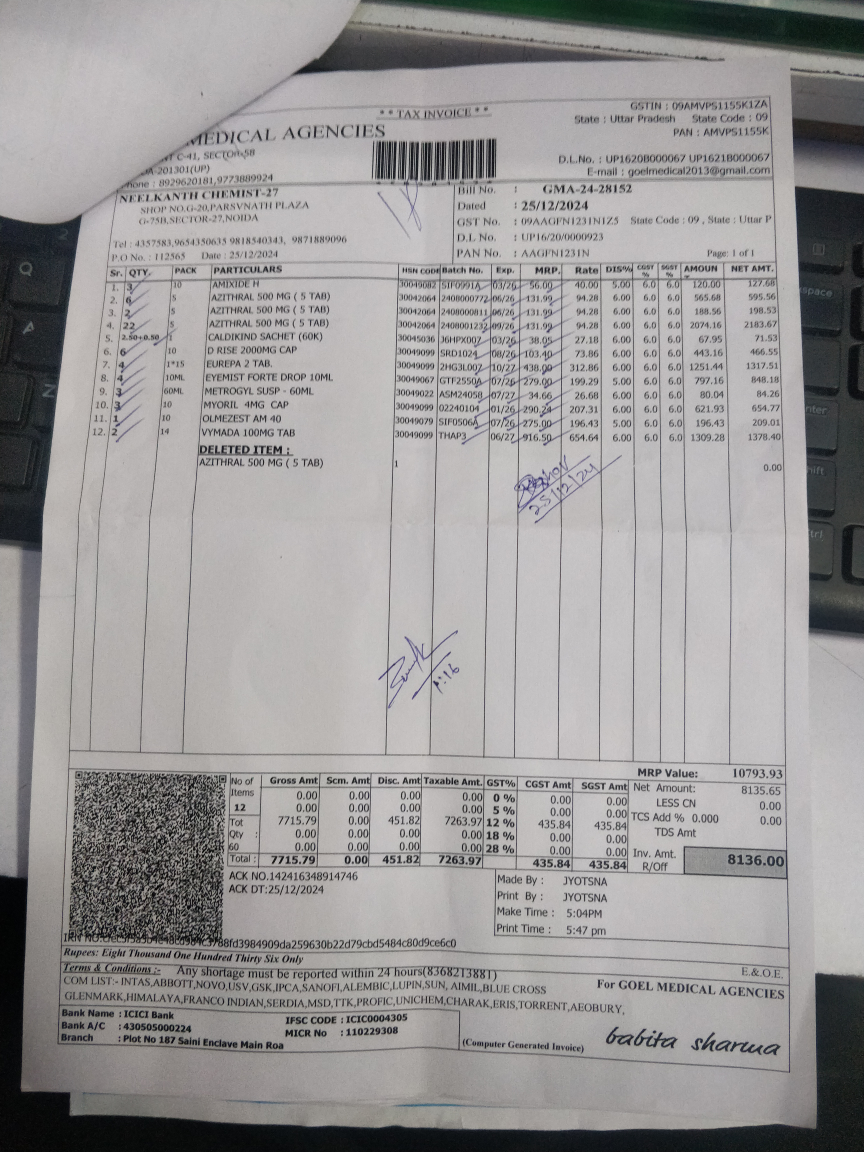 * * TAX INVOICE * *
GSTIN : 09AMVPS1155K1ZA
State : Uttar Pradesh State Code : 09
PAN : AMVPS1155K
MEDICAL AGENCIES
C-41, SECTOR-58
-201301(UP)
Phone : 8929620181,9773889924
D.L.No. : UP1620B000067 UP1621B000067
E-mail : goelmedical2013@gmail.com
NEELKANTH CHEMIST-27
SHOP NO.G-20,PARSVNATH PLAZA
G-75B,SECTOR-27,NOIDA
Tel : 4357583,9654350635 9818540343, 9871889096
P.O No. : 112565 Date : 25/12/2024
Bill No. : GMA-24-28152
Dated : 25/12/2024
GST No. : 09AAGFN1231N1Z5 State Code : 09 , State : Uttar P
D.L No. : UP16/20/0000923
PAN No. : AAGFN1231N Page: 1 of 1
Sr. QTY. PACK PARTICULARS HSN CODE Batch No. Exp. MRP. Rate DIS% CGST % SGST % AMOUN NET AMT.
1. 3 10 AMIXIDE H 30049082 SIF0991A 03/26 56.00 40.00 5.00 6.0 6.0 120.00 127.68
2. 6 5 AZITHRAL 500 MG ( 5 TAB) 30042064 2408000772 06/26 131.99 94.28 6.00 6.0 6.0 565.68 595.56
3. 2 5 AZITHRAL 500 MG ( 5 TAB) 30042064 2408000811 06/26 131.99 94.28 6.00 6.0 6.0 188.56 198.53
4. 22 5 AZITHRAL 500 MG ( 5 TAB) 30042064 2408001232 09/26 131.99 94.28 6.00 6.0 6.0 2074.16 2183.67
5. 2.50+0.50 1 CALDIKIND SACHET (60K) 30045036 J6HPX007 03/26 38.05 27.18 6.00 6.0 6.0 67.95 71.53
6. 6 10 D RISE 2000MG CAP 30049099 SRD1024 08/26 103.40 73.86 6.00 6.0 6.0 443.16 466.55
7. 4 1*15 EUREPA 2 TAB. 30049099 2HG3L007 10/27 438.00 312.86 6.00 6.0 6.0 1251.44 1317.51
8. 4 10ML EYEMIST FORTE DROP 10ML 30049067 GTF2550A 07/26 279.00 199.29 5.00 6.0 6.0 797.16 848.18
9. 3 60ML METROGYL SUSP - 60ML 30049022 ASM24058 07/27 34.66 26.68 6.00 6.0 6.0 80.04 84.26
10. 3 10 MYORIL 4MG CAP 30049099 02240104 01/26 290.24 207.31 6.00 6.0 6.0 621.93 654.77
11. 1 10 OLMEZEST AM 40 30049079 SIF0506A 07/26 275.00 196.43 5.00 6.0 6.0 196.43 209.01
12. 2 14 VYMADA 100MG TAB 30049099 THAP3 06/27 916.50 654.64 6.00 6.0 6.0 1309.28 1378.40
DELETED ITEM :
AZITHRAL 500 MG ( 5 TAB) 1 0.00
25/12/24
MRP Value: 10793.93
No of Items 12 Tot Qty : 60
Gross Amt Scm. Amt Disc. Amt Taxable Amt. GST% CGST Amt SGST Amt
0.00 0.00 0.00 0.00 0 % 0.00 0.00
0.00 0.00 0.00 0.00 5 % 0.00 0.00
7715.79 0.00 451.82 7263.97 12 % 435.84 435.84
0.00 0.00 0.00 0.00 18 % 0.00 0.00
0.00 0.00 0.00 0.00 28 % 0.00 0.00
Total : 7715.79 0.00 451.82 7263.97 435.84 435.84
Net Amount: 8135.65
LESS CN 0.00
TCS Add % 0.000 0.00
TDS Amt
Inv. Amt. R/Off 8136.00
ACK NO.142416348914746
ACK DT:25/12/2024
Made By : JYOTSNA
Print By : JYOTSNA
Make Time : 5:04PM
Print Time : 5:47 pm
Rupees: Eight Thousand One Hundred Thirty Six Only
E.&.O.E.
Terms & Conditions :- Any shortage must be reported within 24 hours(8368213881)
COM LIST:- INTAS,ABBOTT,NOVO,USV,GSK,IPCA,SANOFI,ALEMBIC,LUPIN,SUN, AIMIL,BLUE CROSS
GLENMARK,HIMALAYA,FRANCO INDIAN,SERDIA,MSD,TTK,PROFIC,UNICHEM,CHARAK,ERIS,TORRENT,AEOBURY,
For GOEL MEDICAL AGENCIES
Bank Name : ICICI Bank IFSC CODE : ICIC0004305
Bank A/C : 430505000224 MICR No : 110229308
Branch : Plot No 187 Saini Enclave Main Roa
(Computer Generated Invoice)
babita sharma